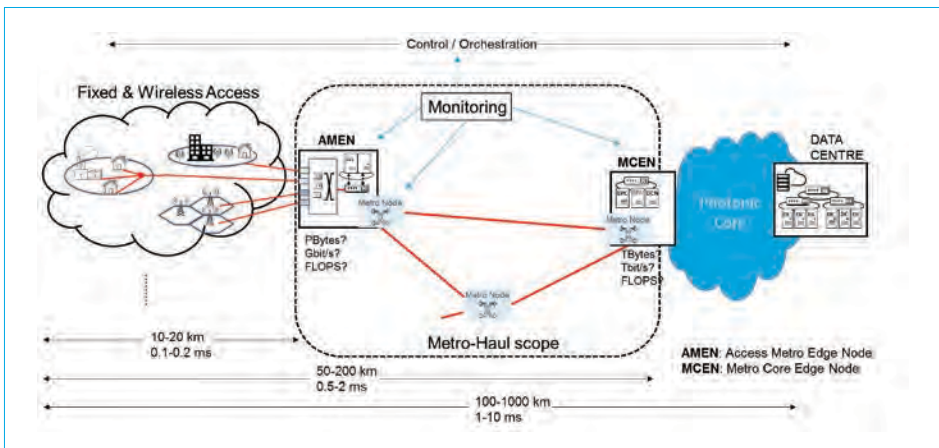 Control / Orchestration
Fixed & Wireless Access
Monitoring
AMEN
MCEN
DATA
CENTRE
Metro Node
Metro Node
Photonic
Core
PBytes?
Gbit/s?
FLOPS?
TBytes?
Tbit/s?
FLOPS?
Metro Node
Metro-Haul scope
10-20 km
0.1-0.2 ms
AMEN: Access Metro Edge Node
MCEN: Metro Core Edge Node
50-200 km
0.5-2 ms
100-1000 km
1-10 ms